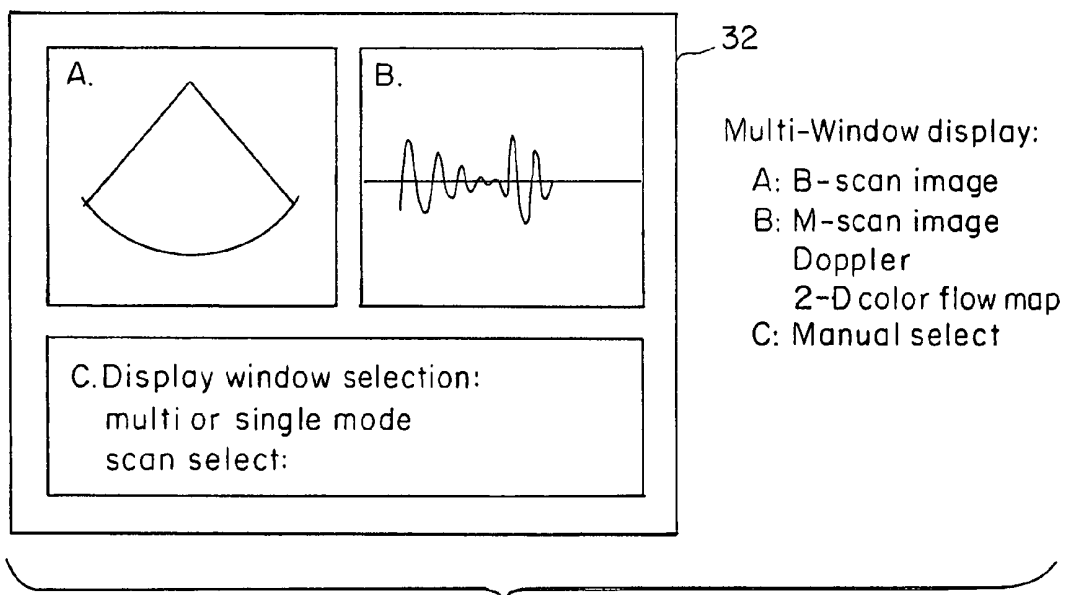 32
A.
B.
Multi-Window display:
A: B-scan image
B: M-scan image
Doppler
2-D color flow map
C: Manual select
C. Display window selection:
multi or single mode
scan select: